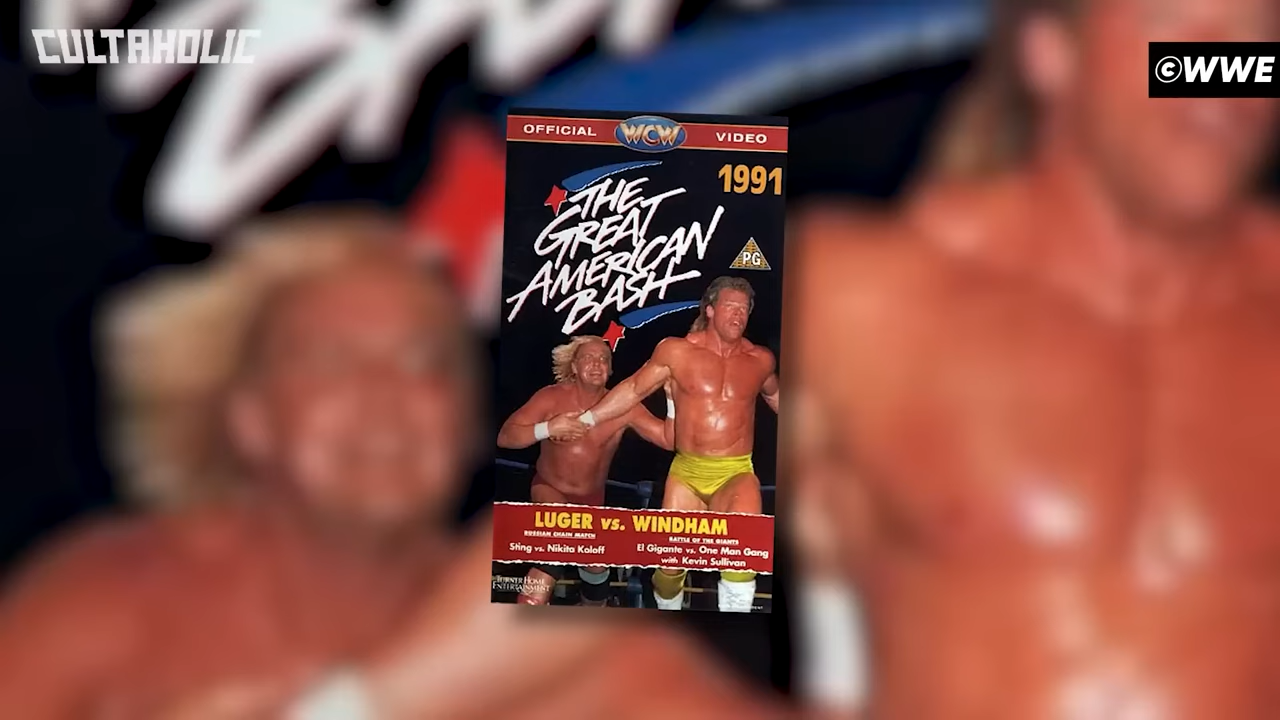 CULTAHOLIC
©WWE
OFFICIAL WCW VIDEO
1991
THE
GREAT
AMERICAN
BASH
PG
LUGER vs. WINDHAM
RUSSIAN CHAIN MATCH
Sting vs. Nikita Koloff
BATTLE OF THE GIANTS
El Gigante vs. One Man Gang
with Kevin Sullivan
TURNER HOME
ENTERTAINMENT